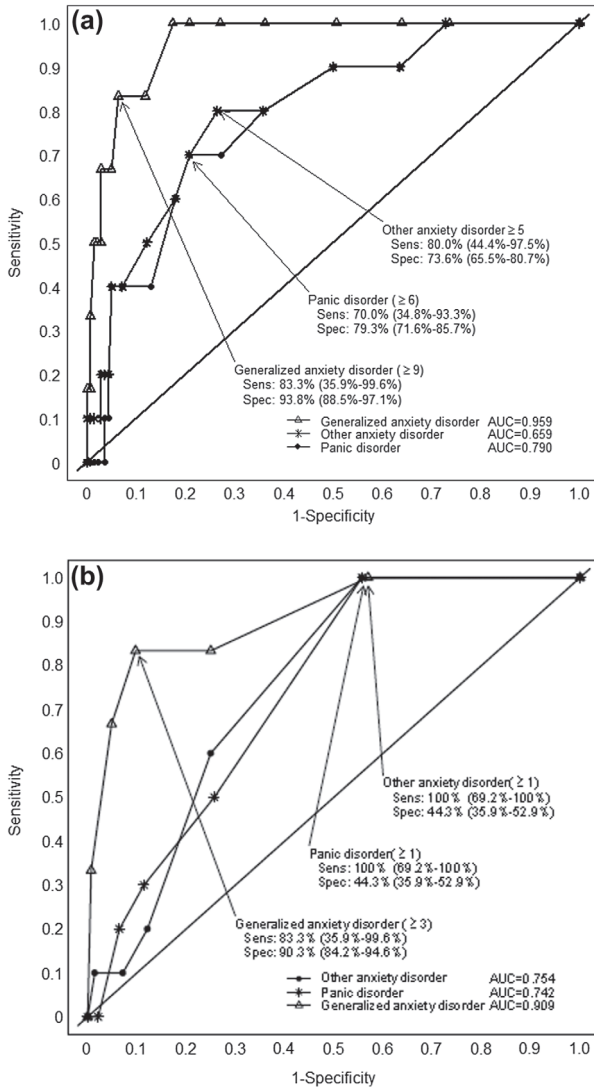 (a)
1.0
0.9
0.8
0.7
0.6
0.5
0.4
0.3
0.2
0.1
0
Sensitivity
Other anxiety disorder ≥ 5
Sens: 80.0% (44.4%-97.5%)
Spec: 73.6% (65.5%-80.7%)
Panic disorder ( ≥ 6)
Sens: 70.0% (34.8%-93.3%)
Spec: 79.3% (71.6%-85.7%)
Generalized anxiety disorder ( ≥ 9)
Sens: 83.3% (35.9%-99.6%)
Spec: 93.8% (88.5%-97.1%)
Generalized anxiety disorder AUC=0.959
Other anxiety disorder AUC=0.659
Panic disorder AUC=0.790
0 0.1 0.2 0.3 0.4 0.5 0.6 0.7 0.8 0.9 1.0
1-Specificity
(b)
1.0
0.9
0.8
0.7
0.6
0.5
0.4
0.3
0.2
0.1
0
Sensitivity
Other anxiety disorder( ≥ 1)
Sens: 100% (69.2%-100%)
Spec: 44.3% (35.9%-52.9%)
Panic disorder( ≥ 1)
Sens: 100% (69.2%-100%)
Spec: 44.3% (35.9%-52.9%)
Generalized anxiety disorder ( ≥ 3)
Sens: 83.3% (35.9%-99.6%)
Spec: 90.3% (84.2%-94.6%)
Other anxiety disorder AUC=0.754
Panic disorder AUC=0.742
Generalized anxiety disorder AUC=0.909
0 0.1 0.2 0.3 0.4 0.5 0.6 0.7 0.8 0.9 1.0
1-Specificity